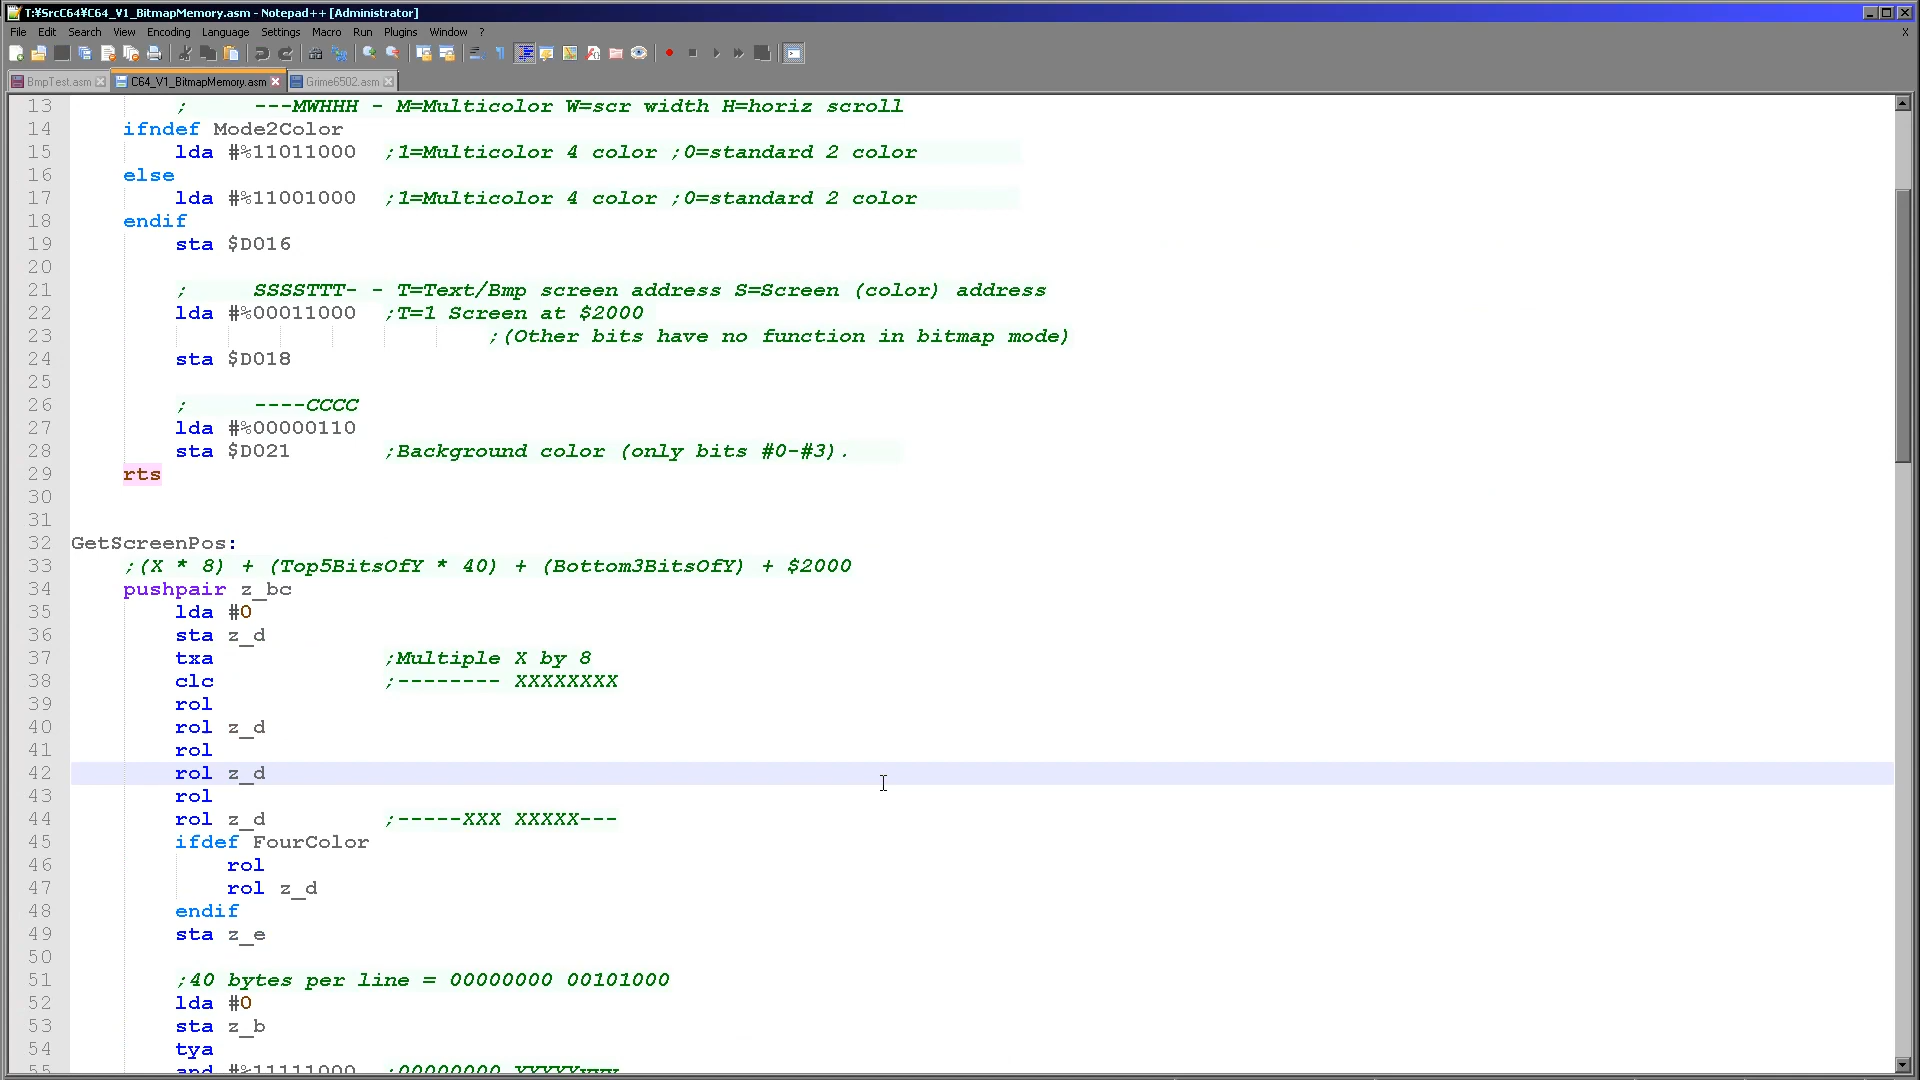 T:¥SrcC64¥C64_V1_BitmapMemory.asm - Notepad++ [Administrator]
File Edit Search View Encoding Language Settings Macro Run Plugins Window ? X
BmpTest.asm C64_V1_BitmapMemory.asm Grime6502.asm
13 ; ---MWHHH - M=Multicolor W=scr width H=horiz scroll
14 ifndef Mode2Color
15 lda #%11011000 ;1=Multicolor 4 color ;0=standard 2 color
16 else
17 lda #%11001000 ;1=Multicolor 4 color ;0=standard 2 color
18 endif
19 sta $D016
20
21 ; SSSSTTT- - T=Text/Bmp screen address S=Screen (color) address
22 lda #%00011000 ;T=1 Screen at $2000
23 ;(Other bits have no function in bitmap mode)
24 sta $D018
25
26 ; ----CCCC
27 lda #%00000110
28 sta $D021 ;Background color (only bits #0-#3).
29 rts
30
31
32 GetScreenPos:
33 ;(X * 8) + (Top5BitsOfY * 40) + (Bottom3BitsOfY) + $2000
34 pushpair z_bc
35 lda #0
36 sta z_d
37 txa ;Multiple X by 8
38 clc ;-------- XXXXXXXX
39 rol
40 rol z_d
41 rol
42 rol z_d
43 rol
44 rol z_d ;-----XXX XXXXX---
45 ifdef FourColor
46 rol
47 rol z_d
48 endif
49 sta z_e
50
51 ;40 bytes per line = 00000000 00101000
52 lda #0
53 sta z_b
54 tya
55 and #%11111000 ;00000000 YYYYYyyy